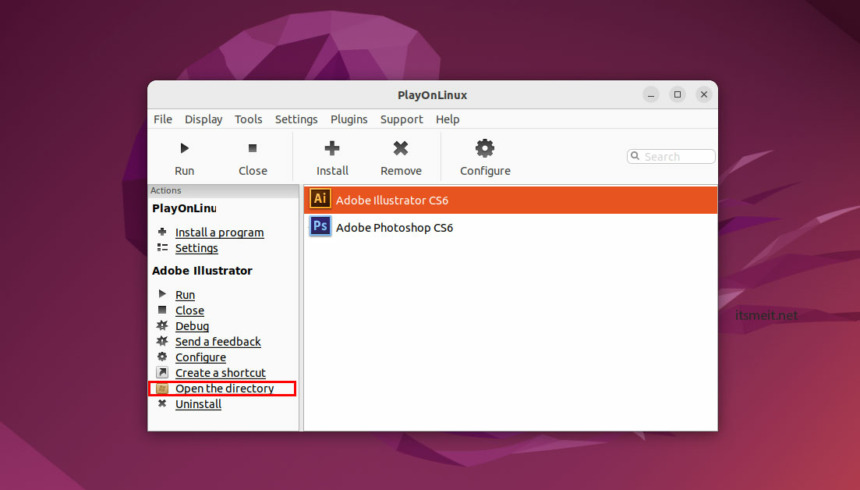 PlayOnLinux
File Display Tools Settings Plugins Support Help
Run Close Install Remove Configure Search
Actions
PlayOnLinu
Install a program
Settings
Adobe Illustrator
Run
Close
Debug
Send a feedback
Configure
Create a shortcut
Open the directory
Uninstall
Ai Adobe Illustrator CS6
Ps Adobe Photoshop CS6
itsmeit.net